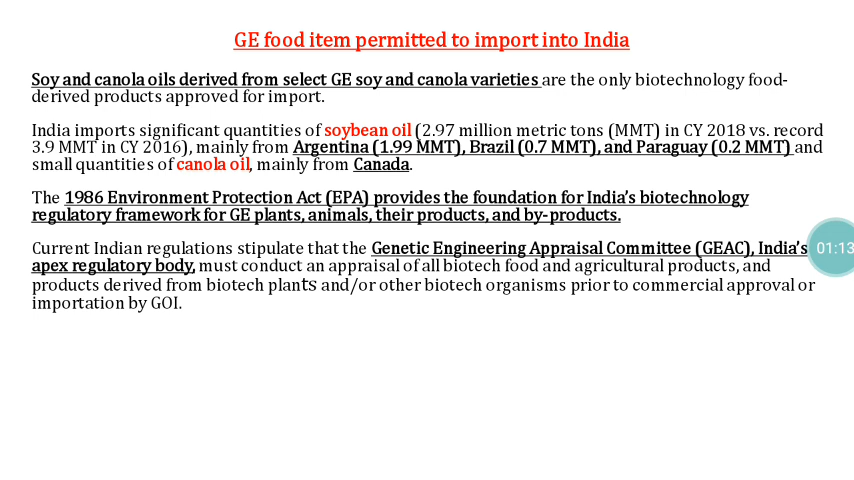 GE food item permitted to import into India
Soy and canola oils derived from select GE soy and canola varieties are the only biotechnology food-
derived products approved for import.
India imports significant quantities of soybean oil (2.97 million metric tons (MMT) in CY 2018 vs. record
3.9 MMT in CY 2016), mainly from Argentina (1.99 MMT), Brazil (0.7 MMT), and Paraguay (0.2 MMT) and
small quantities of canola oil, mainly from Canada.
The 1986 Environment Protection Act (EPA) provides the foundation for India's biotechnology
regulatory framework for GE plants, animals, their products, and by-products.
Current Indian regulations stipulate that the Genetic Engineering Appraisal Committee (GEAC), India's
apex regulatory body, must conduct an appraisal of all biotech food and agricultural products, and
products derived from biotech plants and/or other biotech organisms prior to commercial approval or
importation by GOI.
01:13